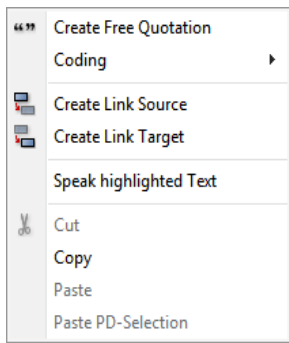 Create Free Quotation
Coding
Create Link Source
Create Link Target
Speak highlighted Text
Cut
Copy
Paste
Paste PD-Selection